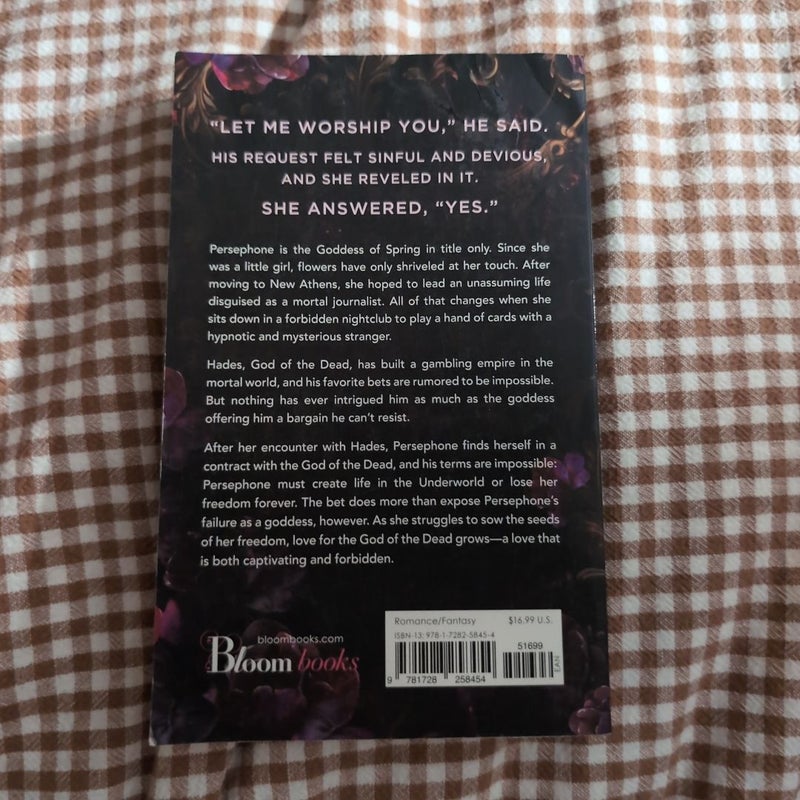 “LET ME WORSHIP YOU,” HE SAID.
HIS REQUEST FELT SINFUL AND DEVIOUS,
AND SHE REVELED IN IT.
SHE ANSWERED, “YES.”
Persephone is the Goddess of Spring in title only. Since she
was a little girl, flowers have only shriveled at her touch. After
moving to New Athens, she hoped to lead an unassuming life
disguised as a mortal journalist. All of that changes when she
sits down in a forbidden nightclub to play a hand of cards with a
hypnotic and mysterious stranger.
Hades, God of the Dead, has built a gambling empire in the
mortal world, and his favorite bets are rumored to be impossible.
But nothing has ever intrigued him as much as the goddess
offering him a bargain he can’t resist.
After her encounter with Hades, Persephone finds herself in a
contract with the God of the Dead, and his terms are impossible:
Persephone must create life in the Underworld or lose her
freedom forever. The bet does more than expose Persephone’s
failure as a goddess, however. As she struggles to sow the seeds
of her freedom, love for the God of the Dead grows—a love that
is both captivating and forbidden.
bloombooks.com
Bloom books
Romance/Fantasy $16.99 U.S.
ISBN-13: 978-1-7282-5845-4
51699
EAN
9 781728 258454